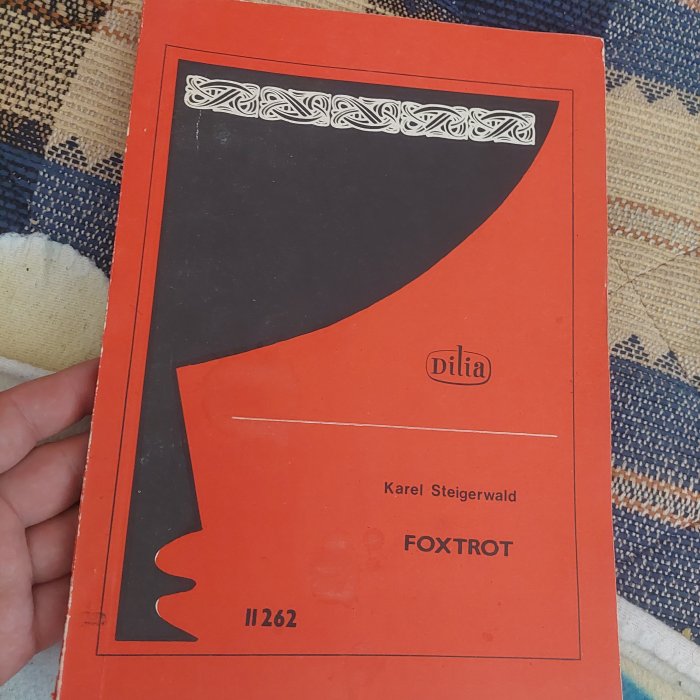 Dilia
Karel Steigerwald
FOXTROT
II 262